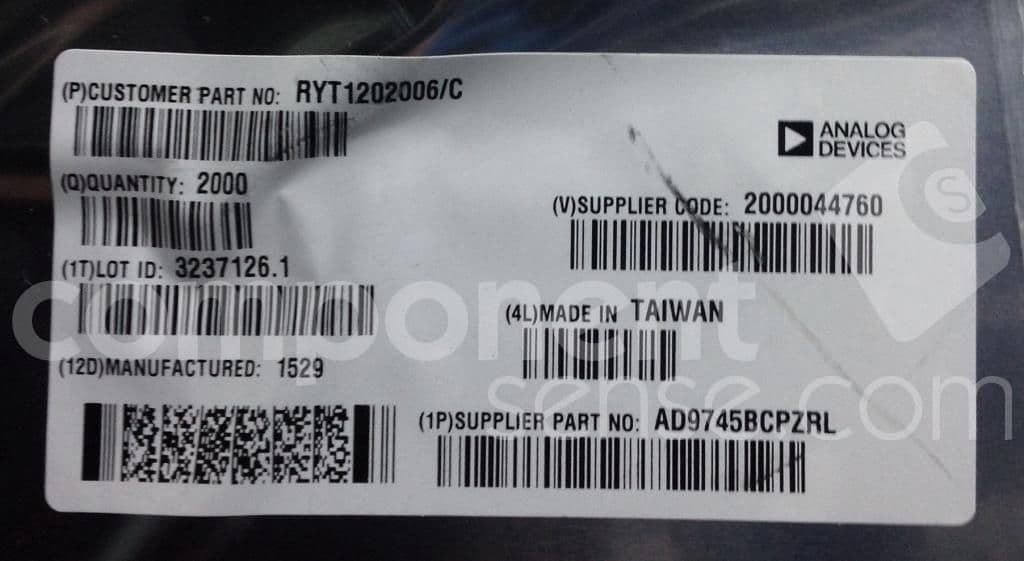 (P)CUSTOMER PART NO: RYT1202006/C
ANALOG
DEVICES
(Q)QUANTITY: 2000
(V)SUPPLIER CODE: 2000044760
(1T)LOT ID: 3237126.1
(4L)MADE IN TAIWAN
(12D)MANUFACTURED: 1529
(1P)SUPPLIER PART NO: AD9745BCPZRL
cs
component
sense.com